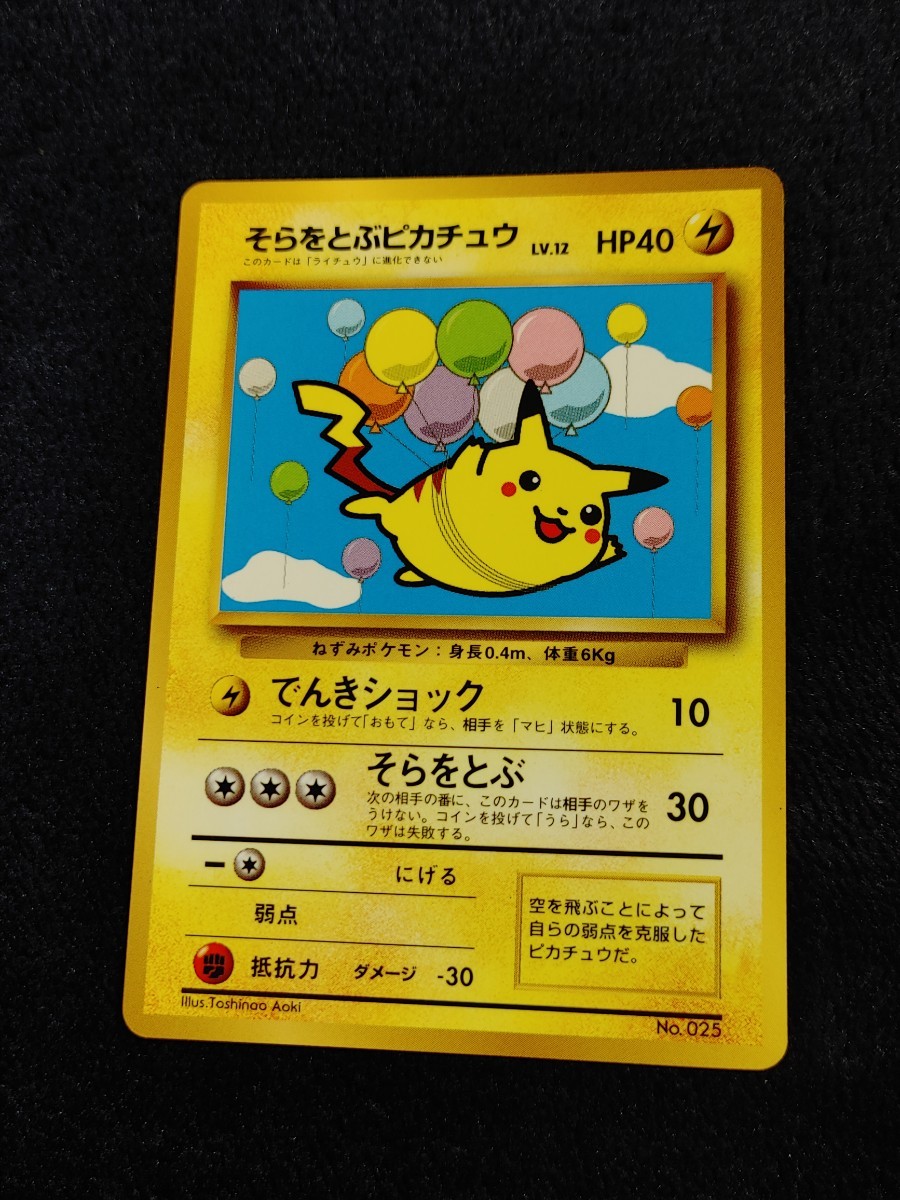 そらをとぶピカチュウ LV.12 HP40
このカードは「ライチュウ」に進化できない
ねずみポケモン：身長0.4m、体重6Kg
でんきショック 10
コインを投げて「おもて」なら、相手を「マヒ」状態にする。
そらをとぶ 30
次の相手の番に、このカードは相手のワザを
うけない。コインを投げて「うら」なら、この
ワザは失敗する。
にげる
弱点
抵抗力 ダメージ -30
空を飛ぶことによって
自らの弱点を克服した
ピカチュウだ。
Illus.Toshinao Aoki
No. 025